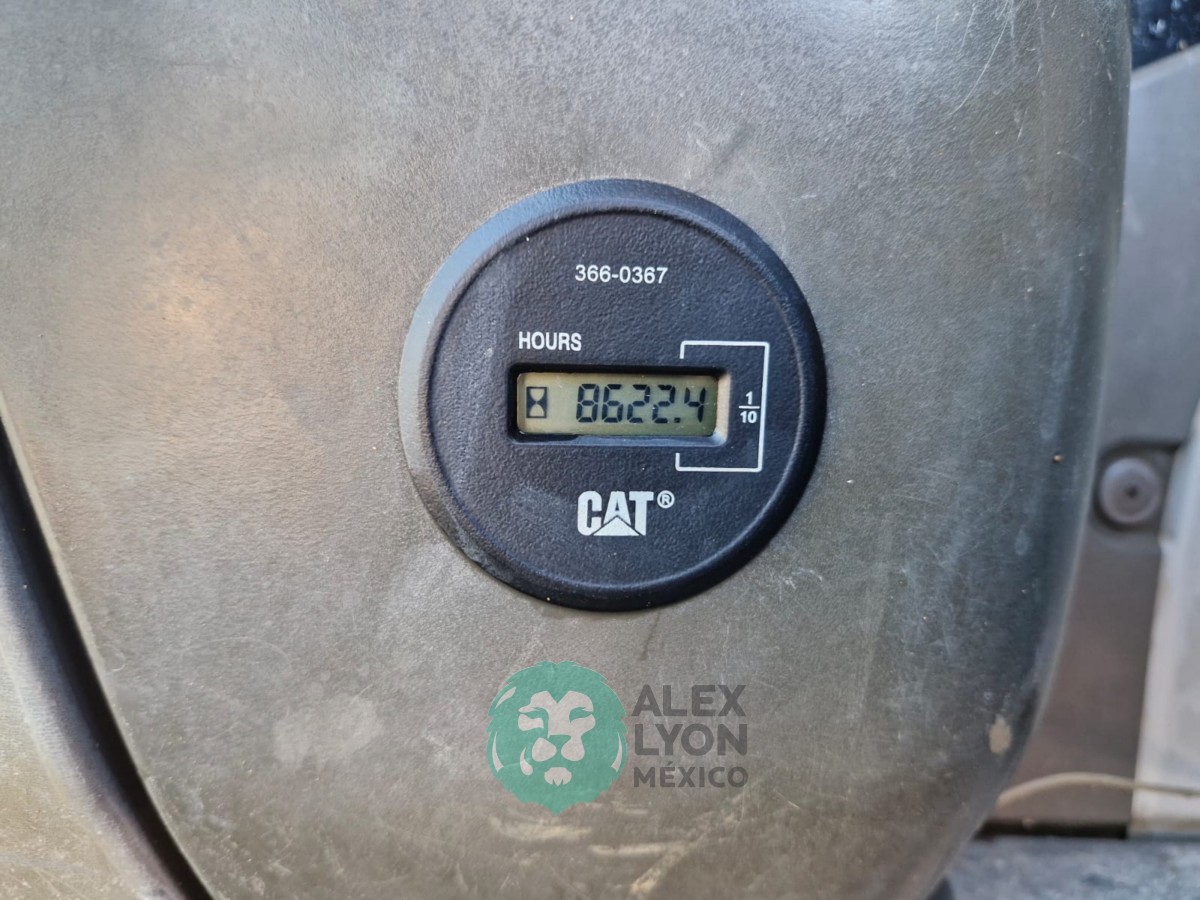 366-0367
HOURS
8622.4
1
10
CAT®
ALEX
LYON
MÉXICO